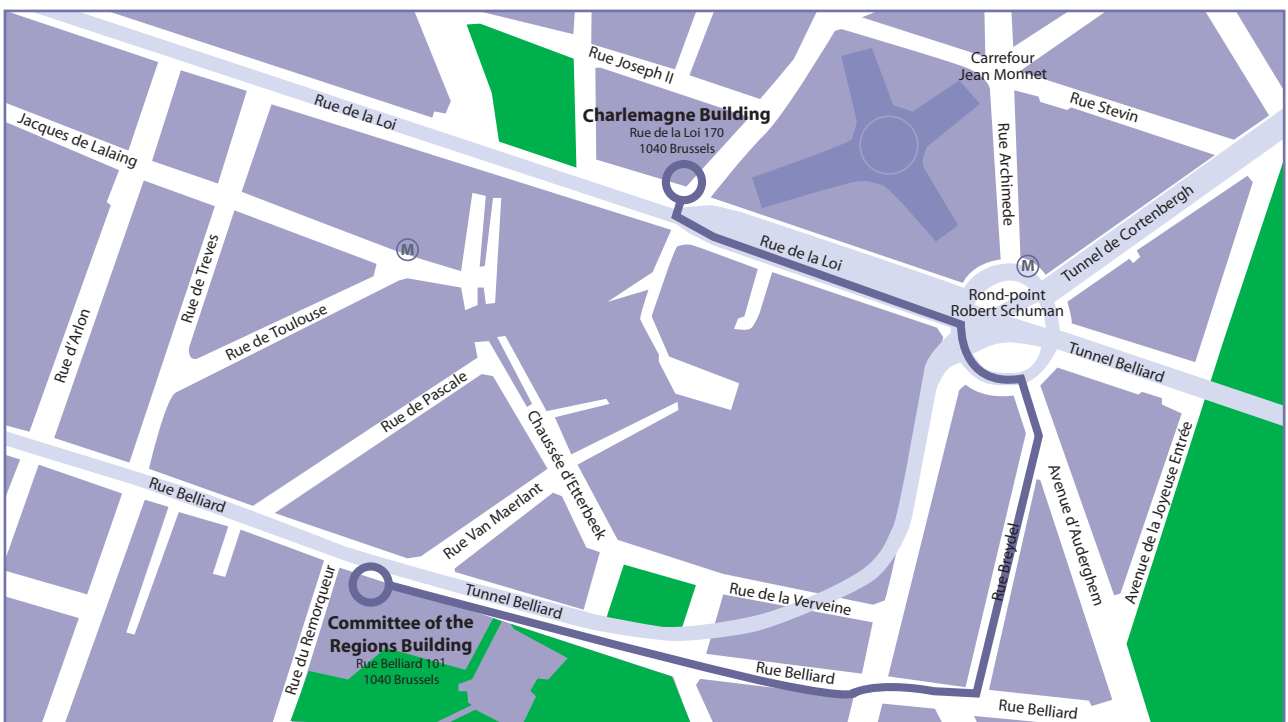 Carrefour
Jean Monnet
Rue Joseph II
Rue Stevin
Rue de la Loi
Charlemagne Building
Rue de la Loi 170
1040 Brussels
Jacques de Lalaing
Rue Archimede
Tunnel de Cortenbergh
Rue de Treves
M
Rue de la Loi
M
Rond-point
Robert Schuman
Rue d'Arlon
Rue de Toulouse
Tunnel Belliard
Rue de Pascale
Chaussée d'Etterbeek
Avenue de la Joyeuse Entrée
Rue Belliard
Rue Van Maerlant
Avenue d'Auderghem
Rue Breydel
Tunnel Belliard
Rue de la Verveine
Rue du Remorqueur
Committee of the
Regions Building
Rue Belliard 101
1040 Brussels
Rue Belliard
Rue Belliard